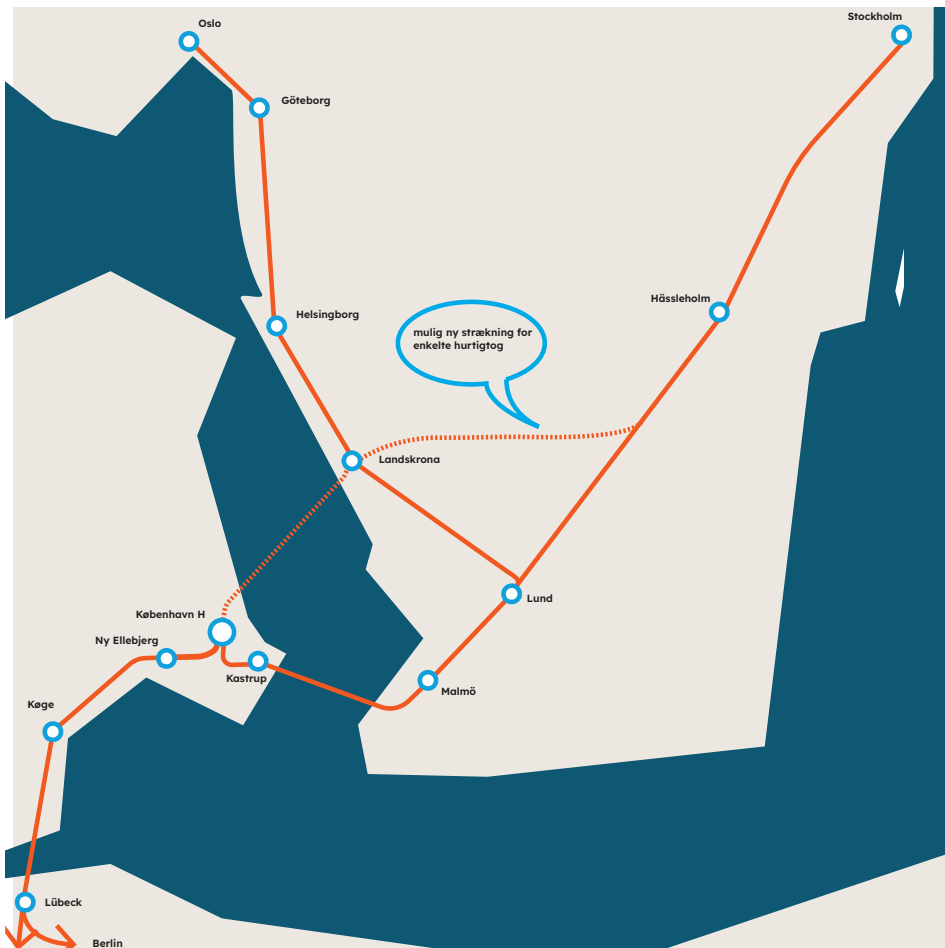 Stockholm
Oslo
Göteborg
Hässleholm
Helsingborg
mulig ny strækning for
enkelte hurtigtog
Landskrona
Lund
København H
Ny Ellebjerg
Kastrup
Malmö
Køge
Lübeck
Berlin